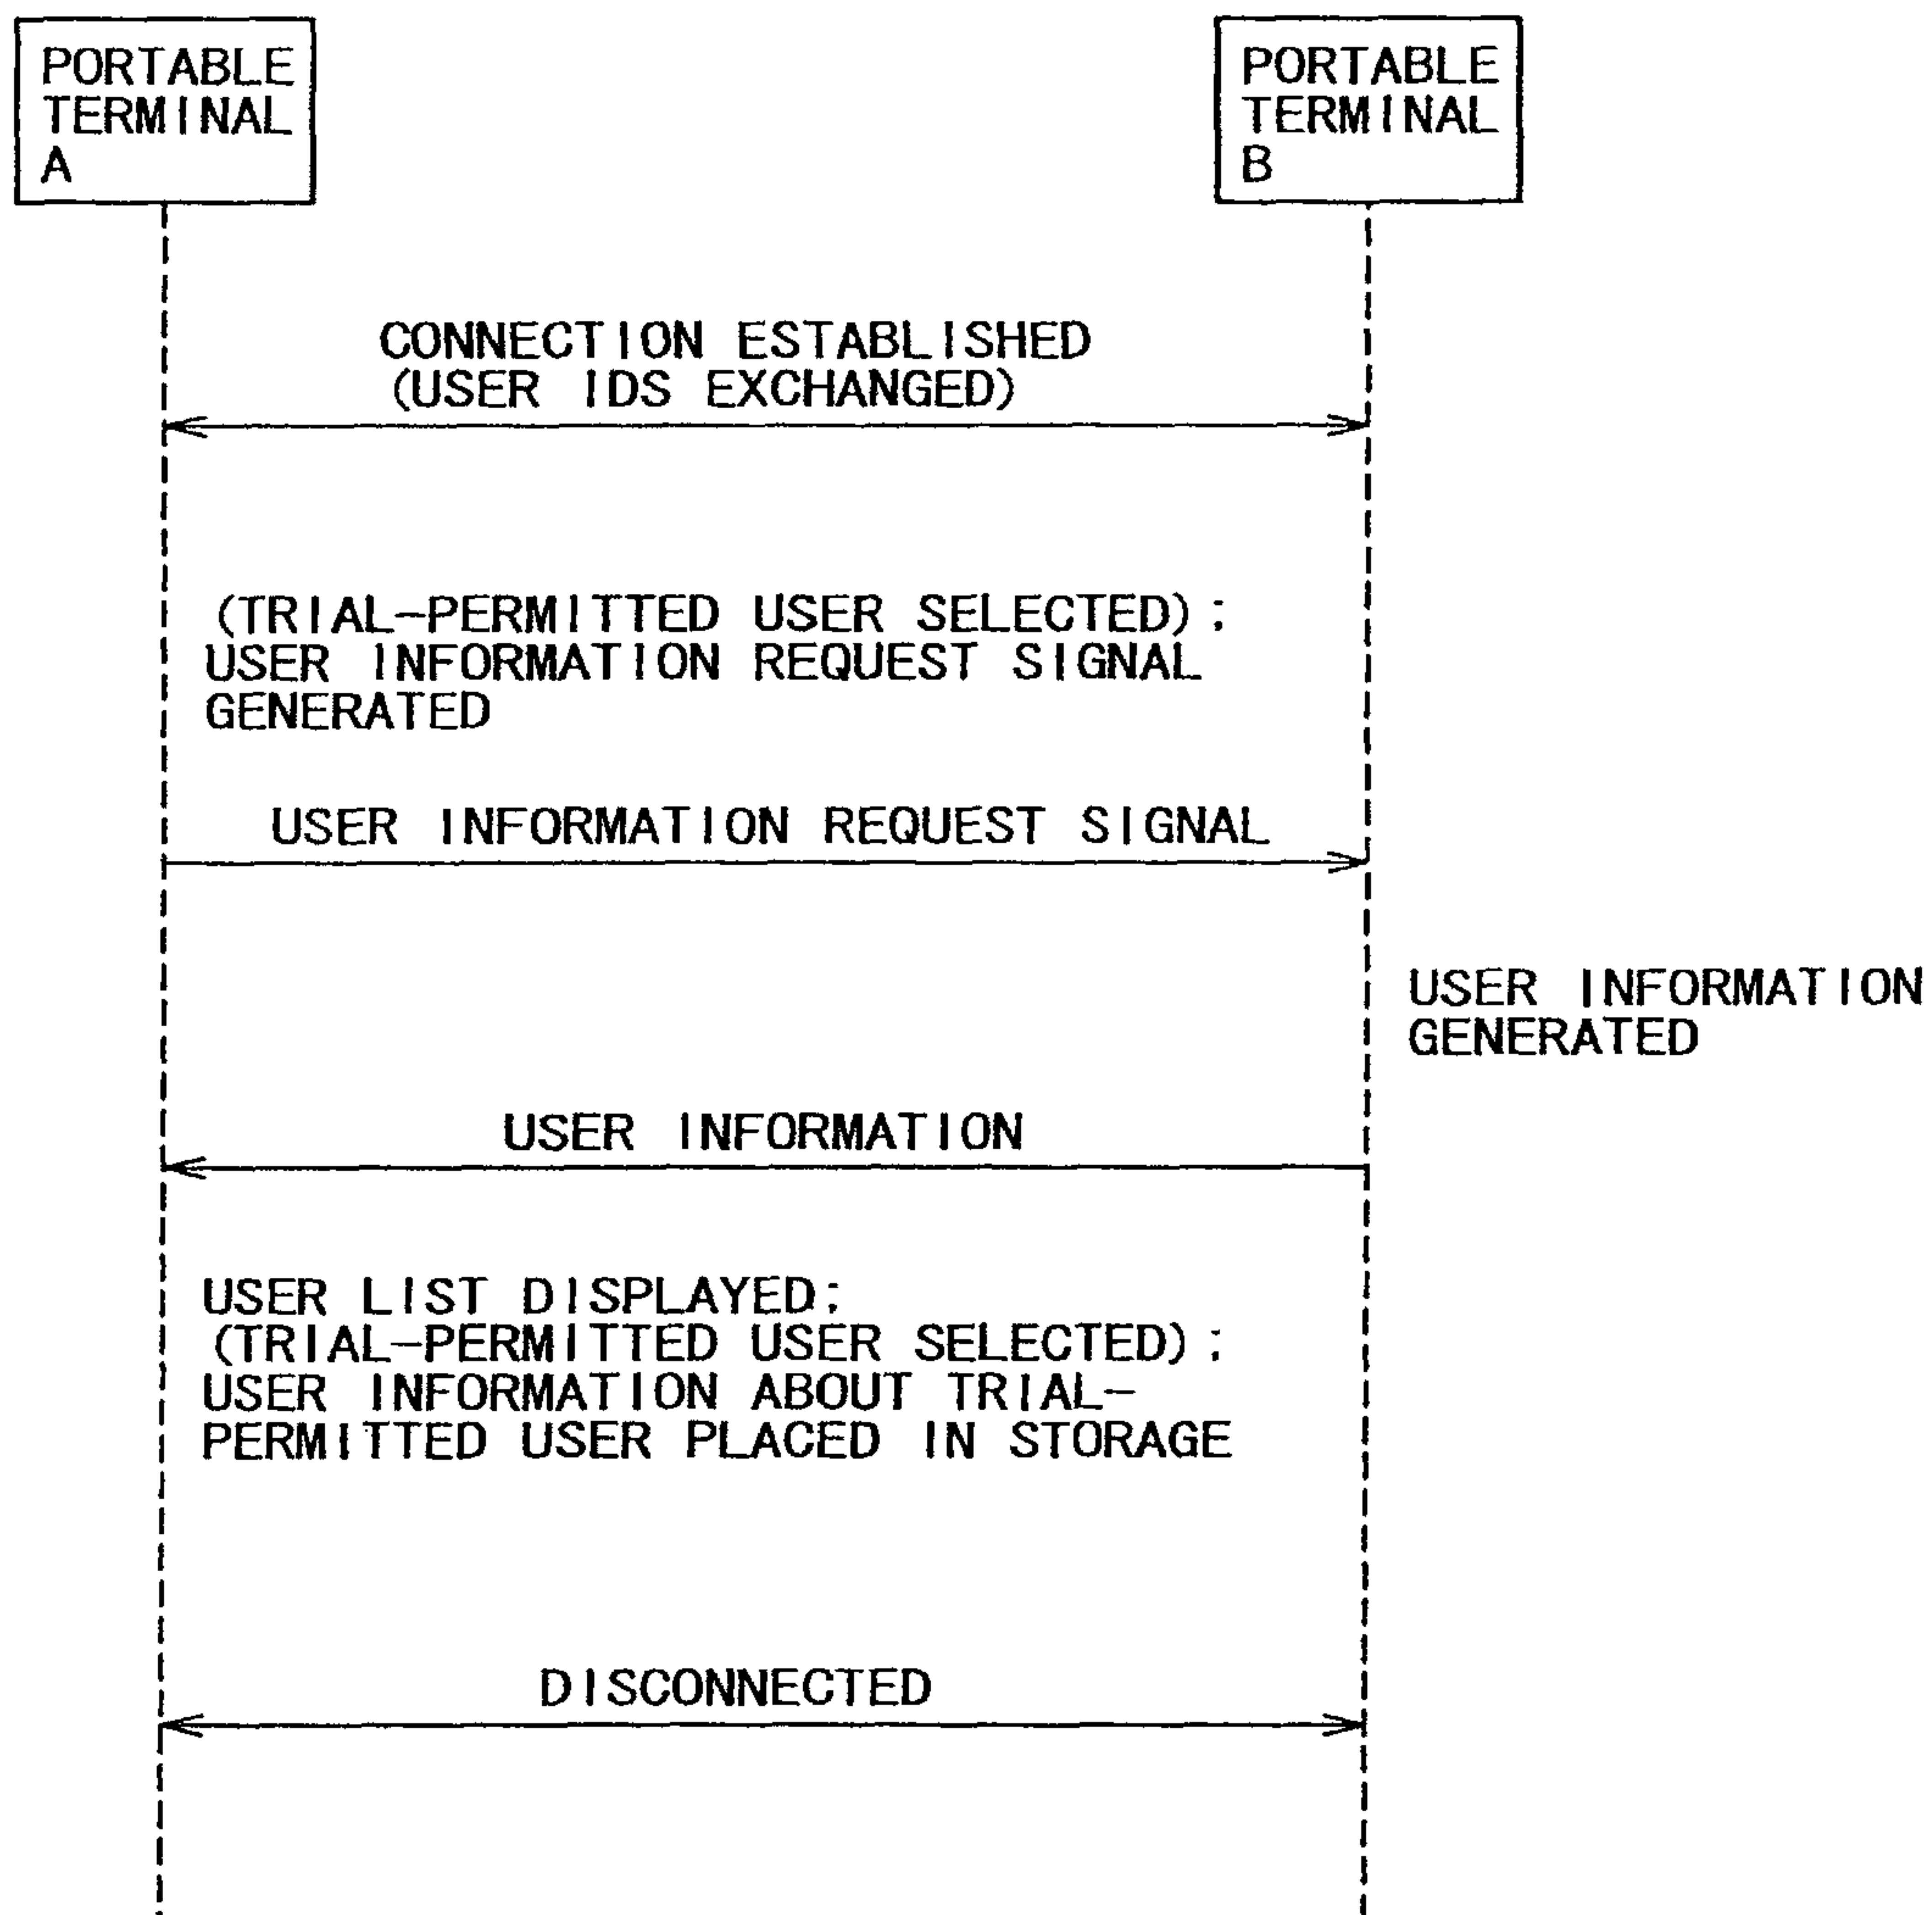 PORTABLE
TERMINAL
A
PORTABLE
TERMINAL
B
CONNECTION ESTABLISHED
(USER IDS EXCHANGED)
(TRIAL-PERMITTED USER SELECTED);
USER INFORMATION REQUEST SIGNAL
GENERATED
USER INFORMATION REQUEST SIGNAL
USER INFORMATION
GENERATED
USER INFORMATION
USER LIST DISPLAYED;
(TRIAL-PERMITTED USER SELECTED);
USER INFORMATION ABOUT TRIAL-
PERMITTED USER PLACED IN STORAGE
DISCONNECTED